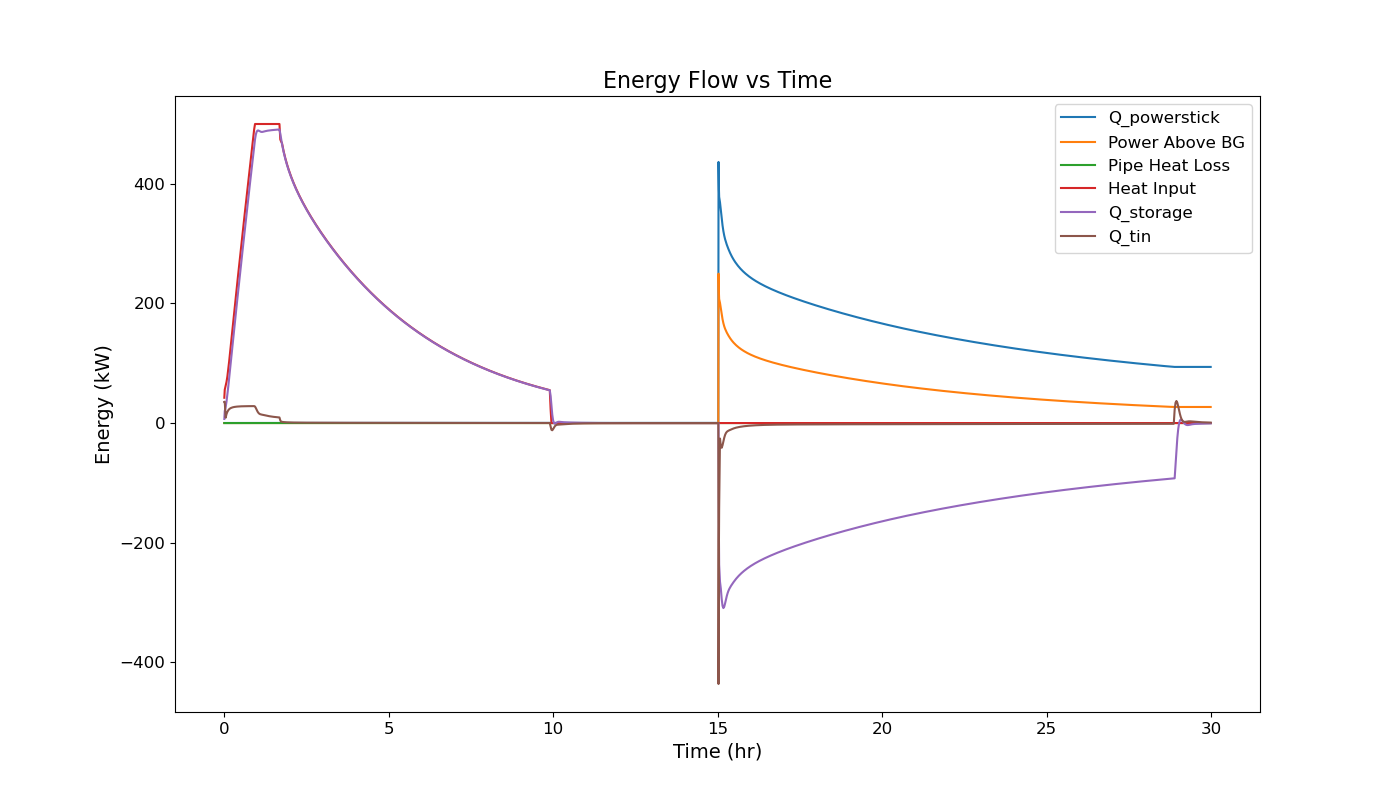 Energy Flow vs Time
Q_powerstick
Power Above BG
Pipe Heat Loss
Heat Input
Q_storage
Q_tin
Energy (kW)
400
200
0
−200
−400
0 5 10 15 20 25 30
Time (hr)